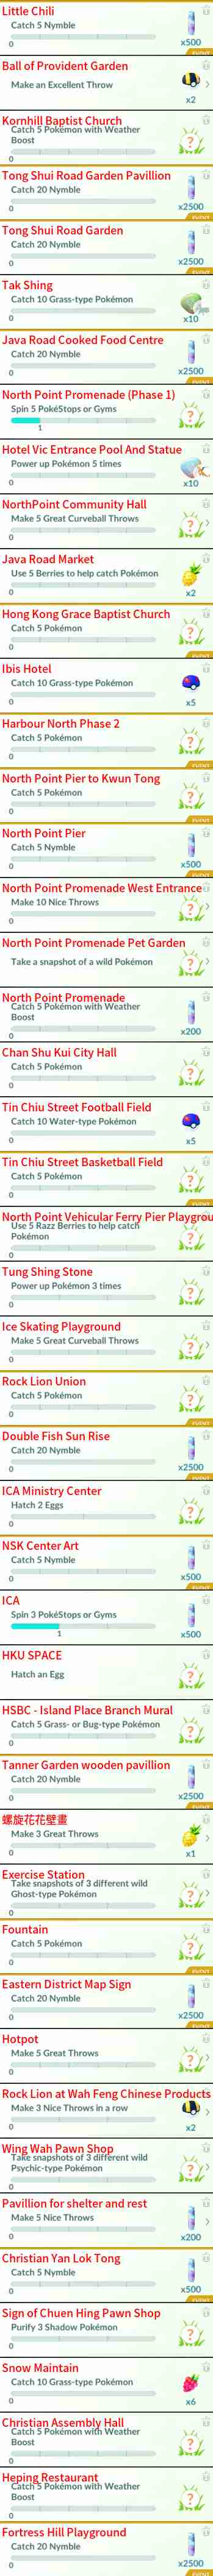 Little Chili
Catch 5 Nymble
0
x500
EVENT
Ball of Provident Garden
Make an Excellent Throw
x2
Kornhill Baptist Church
Catch 5 Pokémon with Weather
Boost
?
0
Tong Shui Road Garden Pavillion
Catch 20 Nymble
0
x2500
EVENT
Tong Shui Road Garden
Catch 20 Nymble
0
x2500
EVENT
Tak Shing
Catch 10 Grass-type Pokémon
0
x10
Java Road Cooked Food Centre
Catch 20 Nymble
0
x2500
EVENT
North Point Promenade (Phase 1)
Spin 5 PokéStops or Gyms
?
1
Hotel Vic Entrance Pool And Statue
Power up Pokémon 5 times
0
x10
NorthPoint Community Hall
Make 5 Great Curveball Throws
?
0
Java Road Market
Use 5 Berries to help catch Pokémon
0
x2
Hong Kong Grace Baptist Church
Catch 5 Pokémon
?
0
Ibis Hotel
Catch 10 Grass-type Pokémon
0
x5
Harbour North Phase 2
Catch 5 Pokémon
?
0
EVENT
North Point Pier to Kwun Tong
Catch 5 Pokémon
?
0
EVENT
North Point Pier
Catch 5 Nymble
0
x500
EVENT
North Point Promenade West Entrance
Make 10 Nice Throws
?
0
North Point Promenade Pet Garden
Take a snapshot of a wild Pokémon
?
North Point Promenade
Catch 5 Pokémon with Weather
Boost
0
x200
Chan Shu Kui City Hall
Catch 5 Pokémon
?
0
Tin Chiu Street Football Field
Catch 10 Water-type Pokémon
0
x5
Tin Chiu Street Basketball Field
Catch 5 Pokémon
?
0
EVENT
North Point Vehicular Ferry Pier Playgrou
Use 5 Razz Berries to help catch
Pokémon
?
0
Tung Shing Stone
Power up Pokémon 3 times
?
0
Ice Skating Playground
Make 5 Great Curveball Throws
?
0
Rock Lion Union
Catch 5 Pokémon
?
0
EVENT
Double Fish Sun Rise
Catch 20 Nymble
0
x2500
EVENT
ICA Ministry Center
Hatch 2 Eggs
?
0
NSK Center Art
Catch 5 Nymble
0
x500
EVENT
ICA
Spin 3 PokéStops or Gyms
1
x500
HKU SPACE
Hatch an Egg
?
HSBC - Island Place Branch Mural
Catch 5 Grass- or Bug-type Pokémon
?
0
Tanner Garden wooden pavillion
Catch 20 Nymble
0
x2500
EVENT
螺旋花花壁畫
Make 3 Great Throws
0
x1
Exercise Station
Take snapshots of 3 different wild
Ghost-type Pokémon
?
0
Fountain
Catch 5 Pokémon
?
0
Eastern District Map Sign
Catch 20 Nymble
0
x2500
EVENT
Hotpot
Make 5 Great Throws
?
0
Rock Lion at Wah Feng Chinese Products
Make 3 Nice Throws in a row
0
x2
Wing Wah Pawn Shop
Take snapshots of 3 different wild
Psychic-type Pokémon
?
0
Pavillion for shelter and rest
Make 5 Nice Throws
0
x200
Christian Yan Lok Tong
Catch 5 Nymble
0
x500
EVENT
Sign of Chuen Hing Pawn Shop
Purify 3 Shadow Pokémon
?
0
Snow Maintain
Catch 10 Grass-type Pokémon
0
x6
Christian Assembly Hall
Catch 5 Pokémon with Weather
Boost
?
0
Heping Restaurant
Catch 5 Pokémon with Weather
Boost
?
0
Fortress Hill Playground
Catch 20 Nymble
0
x2500